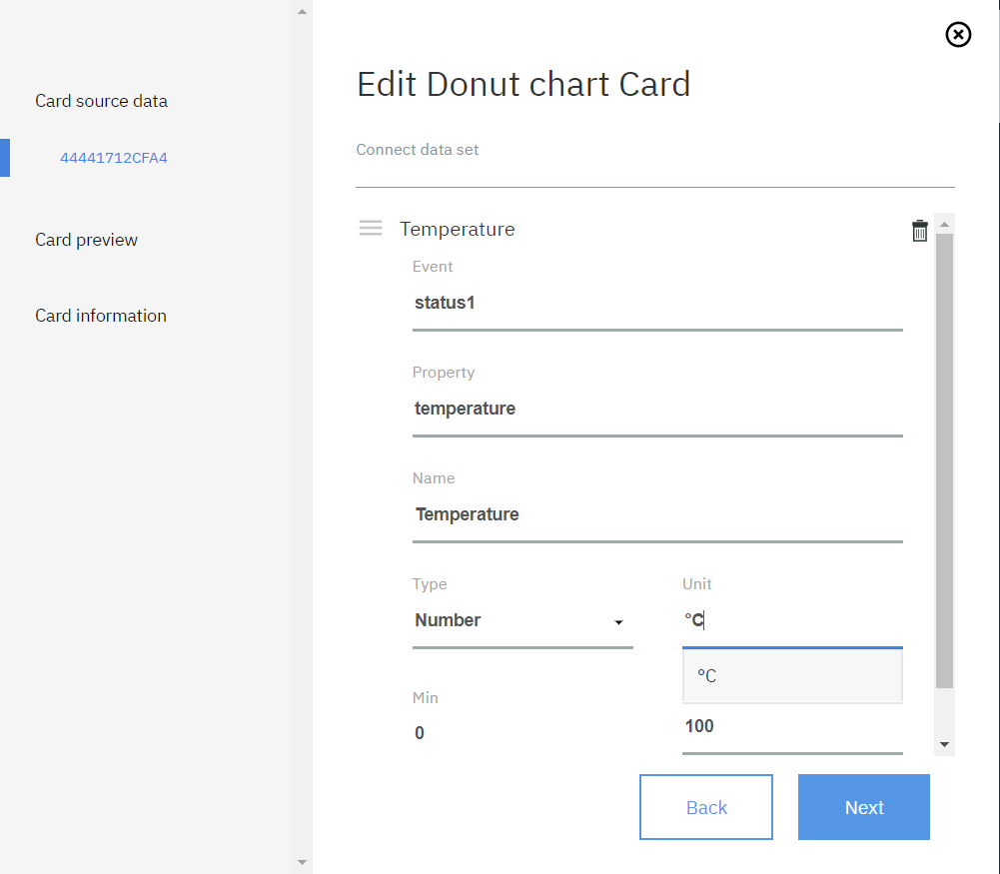 Card source data
44441712CFA4
Card preview
Card information
Edit Donut chart Card
Connect data set
Temperature
Event
status1
Property
temperature
Name
Temperature
Type
Unit
Number
°C
°C
Min
0
100
Back
Next